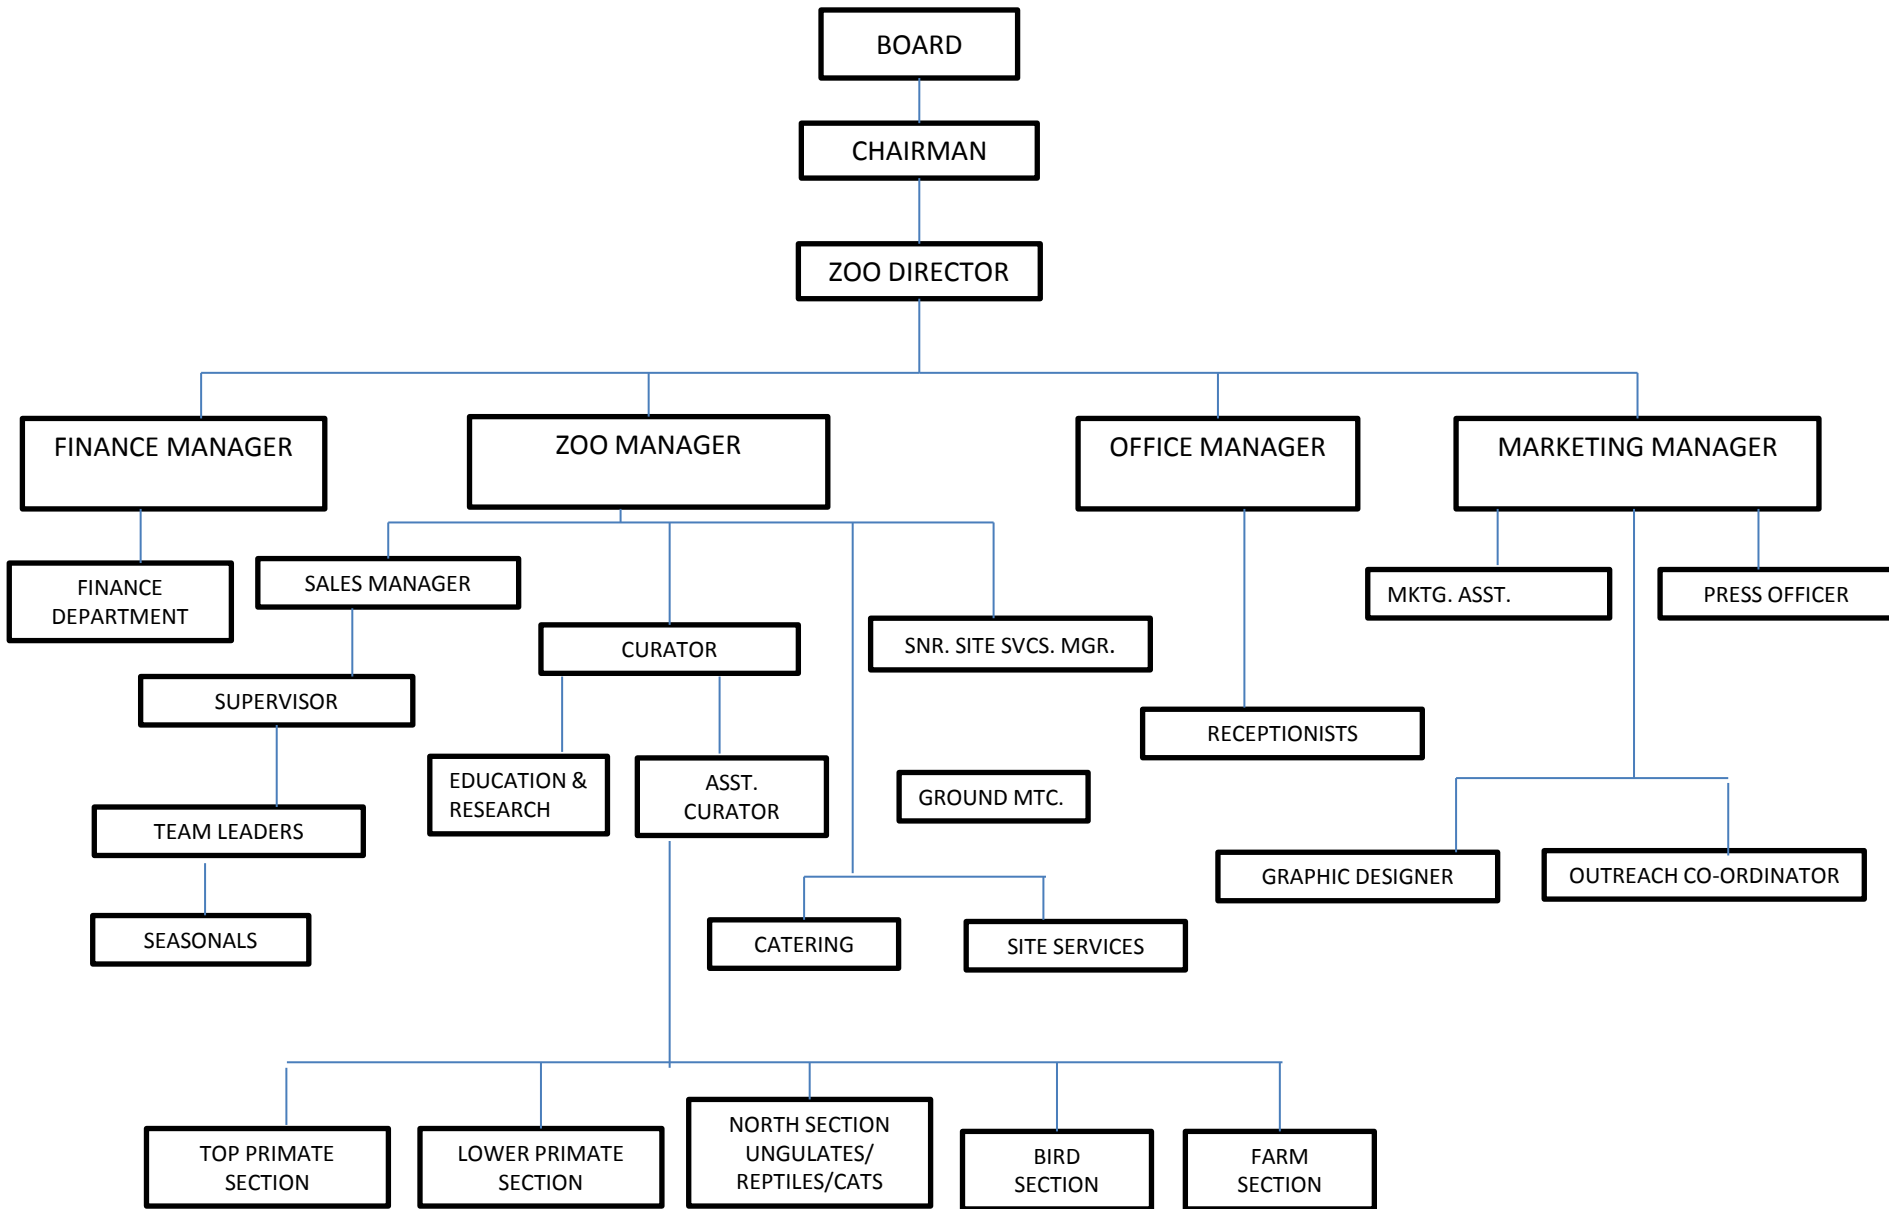 BOARD
CHAIRMAN
ZOO DIRECTOR
FINANCE MANAGER
ZOO MANAGER
OFFICE MANAGER
MARKETING MANAGER
FINANCE
DEPARTMENT
SALES MANAGER
MKTG. ASST.
PRESS OFFICER
CURATOR
SNR. SITE SVCS. MGR.
SUPERVISOR
RECEPTIONISTS
EDUCATION &
RESEARCH
ASST.
CURATOR
GROUND MTC.
TEAM LEADERS
GRAPHIC DESIGNER
OUTREACH CO-ORDINATOR
SEASONALS
CATERING
SITE SERVICES
TOP PRIMATE
SECTION
LOWER PRIMATE
SECTION
NORTH SECTION
UNGULATES/
REPTILES/CATS
BIRD
SECTION
FARM
SECTION